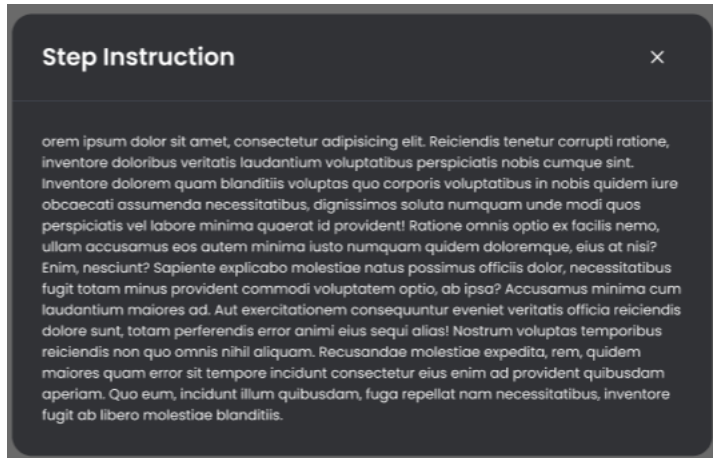 Step Instruction
orem ipsum dolor sit amet, consectetur adipisicing elit. Reiciendis tenetur corrupti ratione,
inventore doloribus veritatis laudantium voluptatibus perspiciatis nobis cumque sint.
Inventore dolorem quam blanditiis voluptas quo corporis voluptatibus in nobis quidem iure
obcaecati assumenda necessitatibus, dignissimos soluta numquam unde modi quos
perspiciatis vel labore minima quaerat id provident! Ratione omnis optio ex facilis nemo,
ullam accusamus eos autem minima iusto numquam quidem doloremque, eius at nisi?
Enim, nesciunt? Sapiente explicabo molestiae natus possimus officiis dolor, necessitatibus
fugit totam minus provident commodi voluptatem optio, ab ipsa? Accusamus minima cum
laudantium maiores ad. Aut exercitationem consequuntur eveniet veritatis officia reiciendis
dolore sunt, totam perferendis error animi eius sequi alias! Nostrum voluptas temporibus
reiciendis non quo omnis nihil aliquam. Recusandae molestiae expedita, rem, quidem
maiores quam error sit tempore incidunt consectetur eius enim ad provident quibusdam
aperiam. Quo eum, incidunt illum quibusdam, fuga repellat nam necessitatibus, inventore
fugit ab libero molestiae blanditiis.